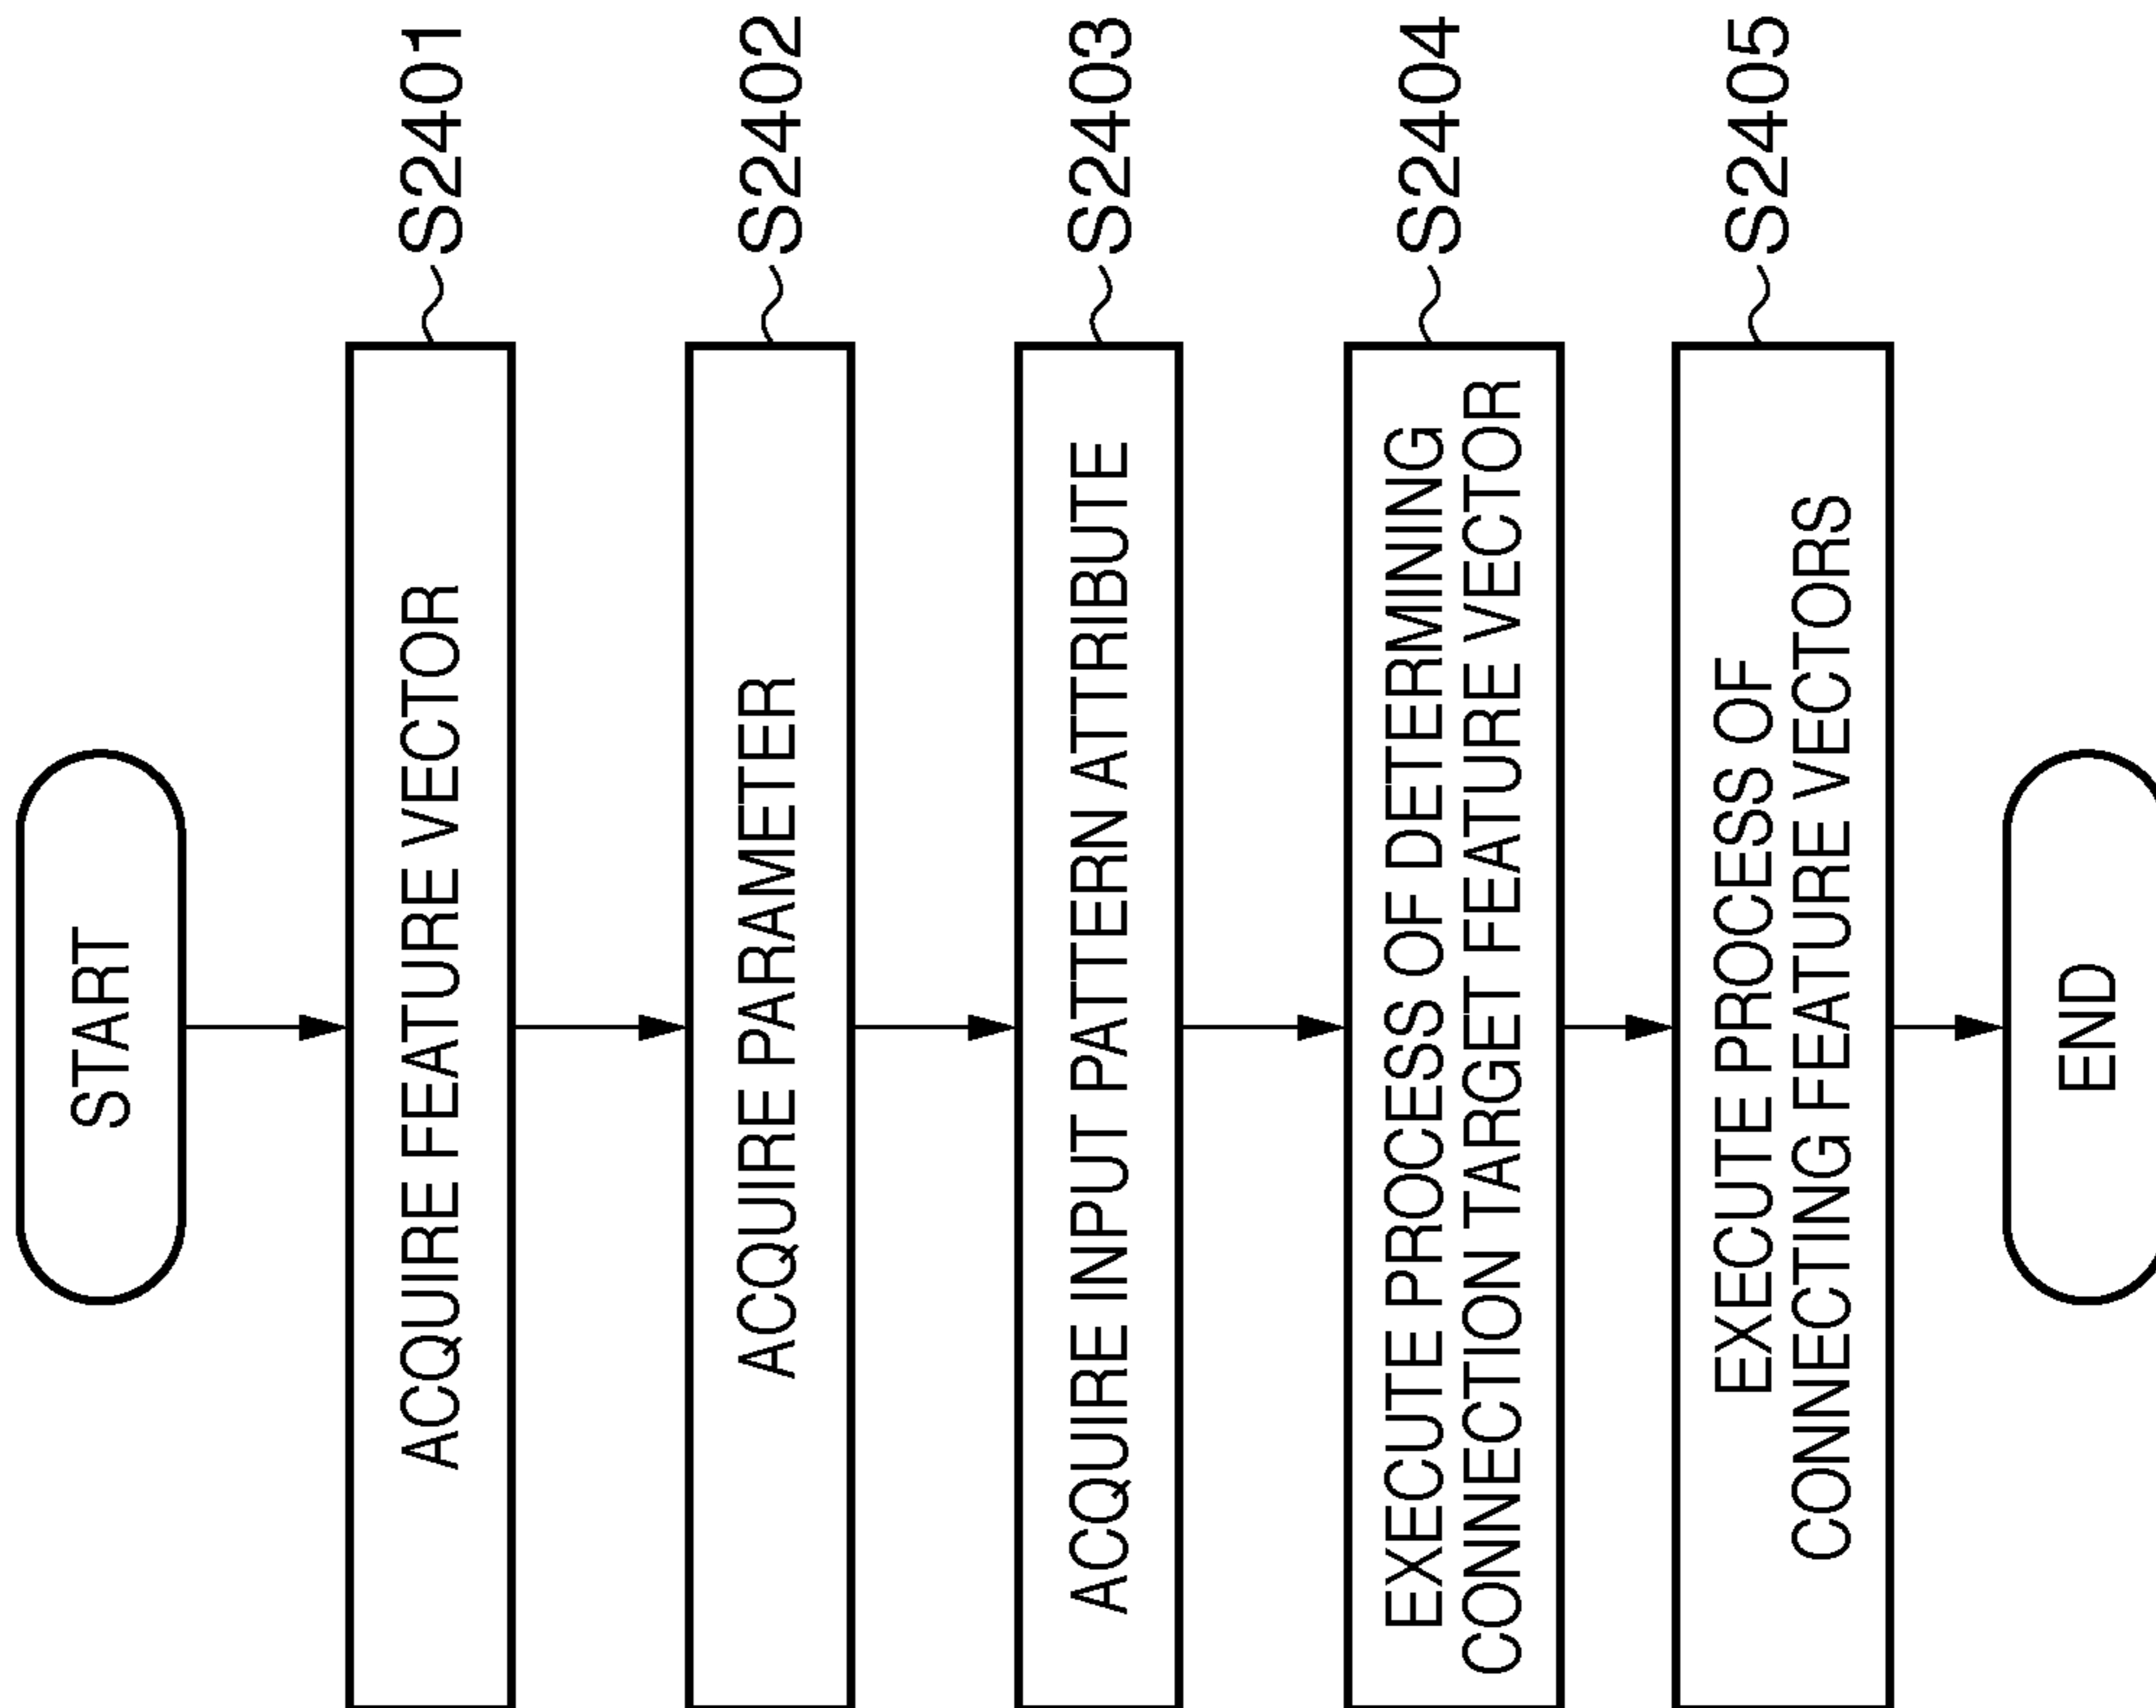 START
ACQUIRE FEATURE VECTOR
S2401
ACQUIRE PARAMETER
S2402
ACQUIRE INPUT PATTERN ATTRIBUTE
S2403
EXECUTE PROCESS OF DETERMINING
CONNECTION TARGET FEATURE VECTOR
S2404
EXECUTE PROCESS OF
CONNECTING FEATURE VECTORS
S2405
END